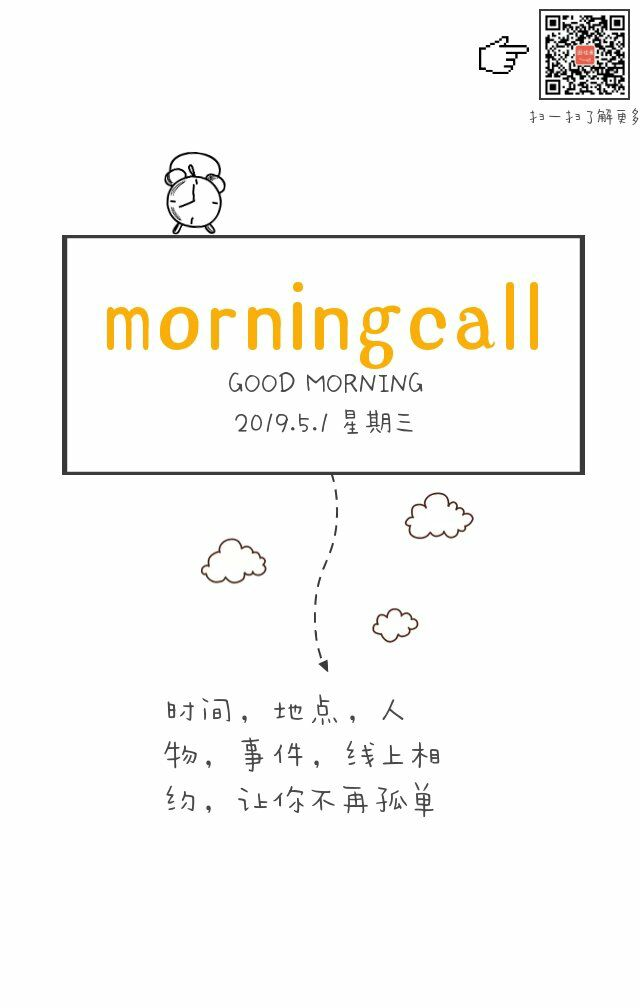 扫一扫了解更多
morningcall
GOOD MORNING
2019.5.1 星期三
时间，地点，人
物，事件，线上相
约，让你不再孤单